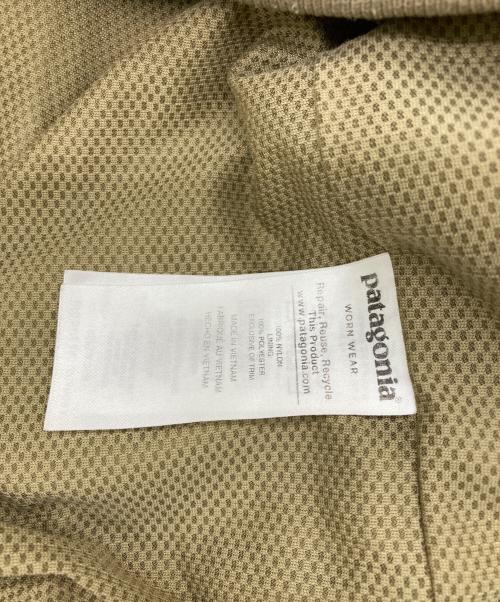 patagonia®
WORN WEAR
Repair, Reuse, Recycle
This Product
www.patagonia.com
100% NYLON
LINING
100% POLYESTER
EXCLUSIVE OF TRIM
MADE IN VIETNAM
FABRIQUÉ AU VIETNAM
HECHO EN VIETNAM